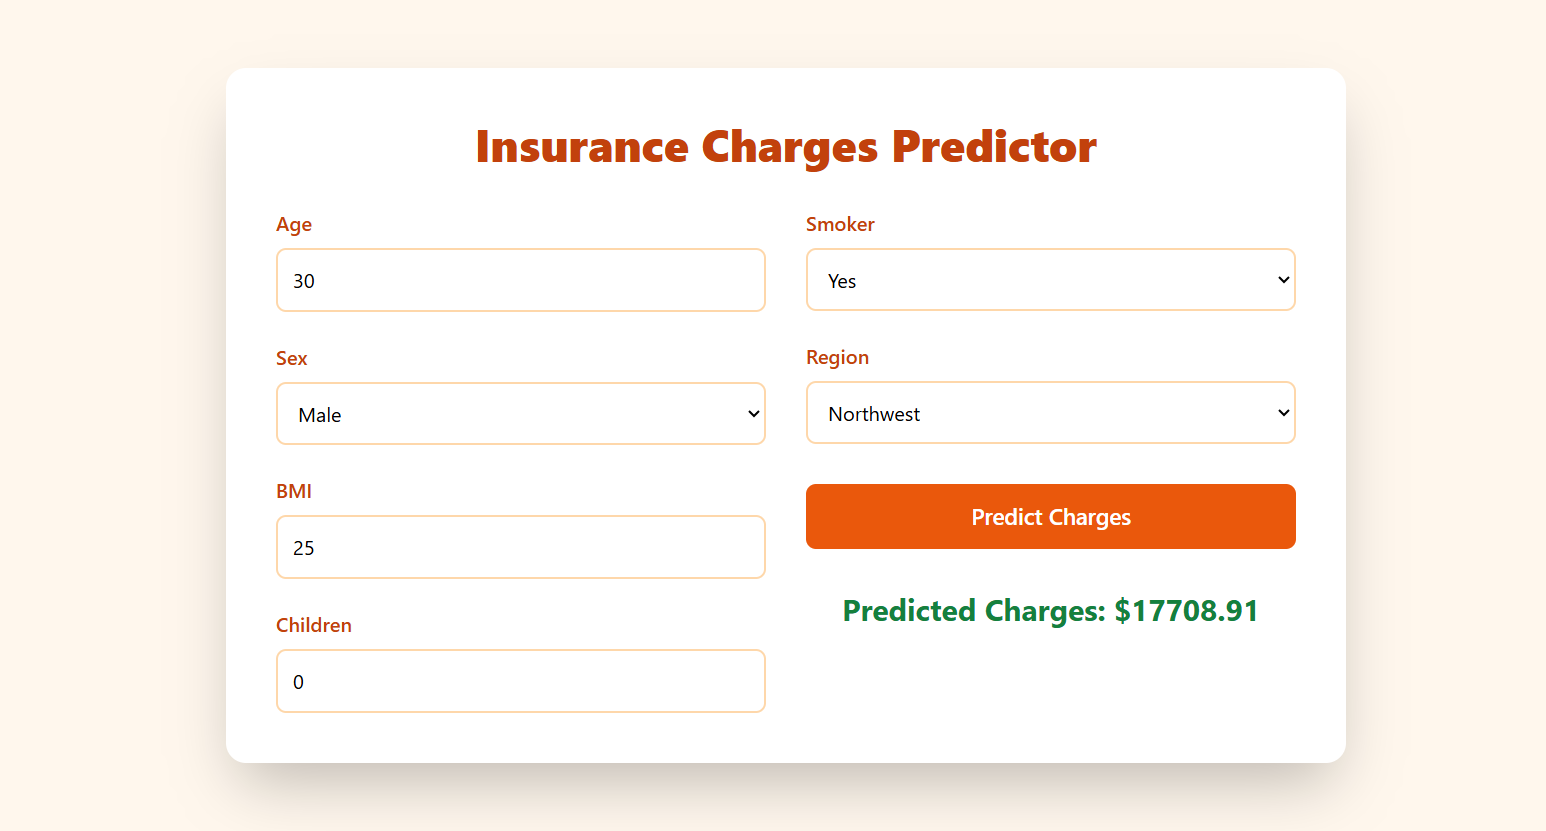 Insurance Charges Predictor
Age
30
Sex
Male
BMI
25
Children
0
Smoker
Yes
Region
Northwest
Predict Charges
Predicted Charges: $17708.91